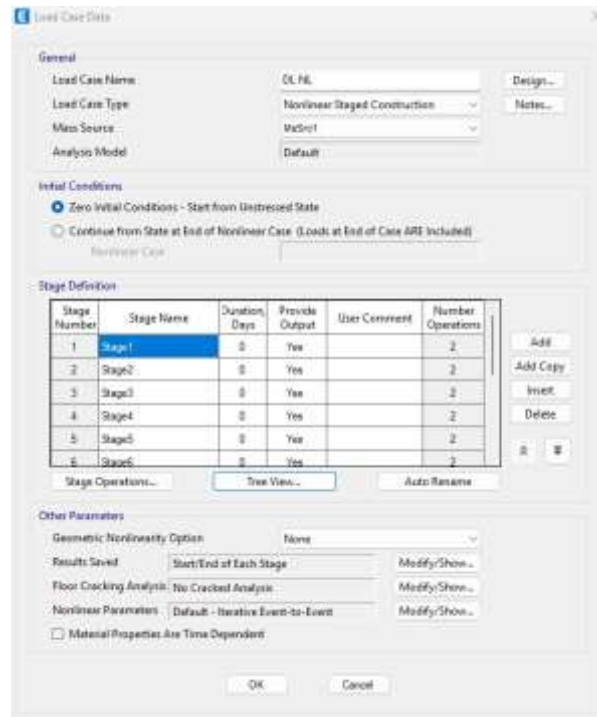 Load Case Data
General
Load Case Name DL NL Design...
Load Case Type Nonlinear Staged Construction Notes...
Mass Source MsSrc1
Analysis Model Default
Initial Conditions
Zero Initial Conditions - Start from Unstressed State
Continue from State at End of Nonlinear Case (Loads at End of Case ARE Included)
Nonlinear Case
Stage Definition
Stage Number Stage Name Duration, Days Provide Output User Comment Number Operations
1 Stage1 0 Yes 2 Add
2 Stage2 0 Yes 2 Add Copy
3 Stage3 0 Yes 2 Insert
4 Stage4 0 Yes 2 Delete
5 Stage5 0 Yes 2
6 Stage6 0 Yes 2
Stage Operations... Tree View... Auto Rename
Other Parameters
Geometric Nonlinearity Option None
Results Saved Start/End of Each Stage Modify/Show...
Floor Cracking Analysis No Cracked Analysis Modify/Show...
Nonlinear Parameters Default - Iterative Event-to-Event Modify/Show...
Material Properties Are Time Dependent
OK Cancel